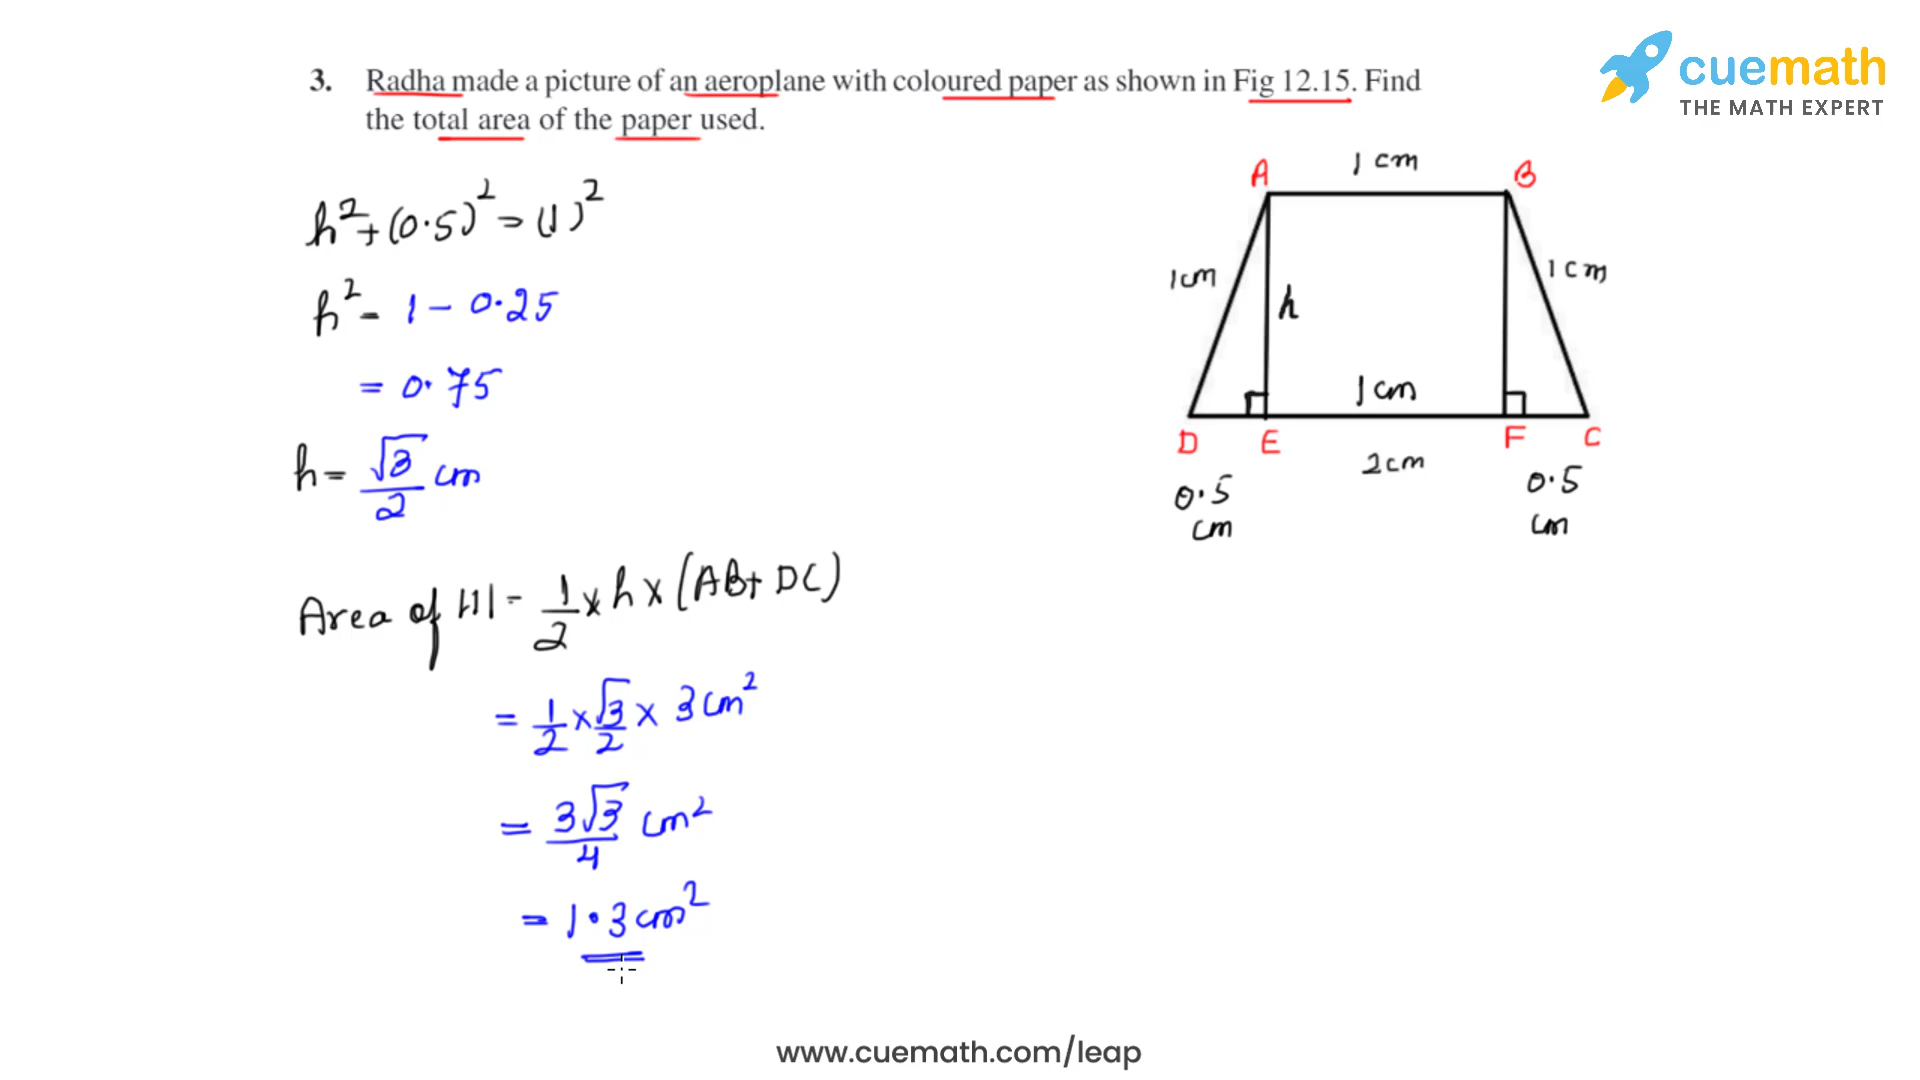 3. Radha made a picture of an aeroplane with coloured paper as shown in Fig 12.15. Find
the total area of the paper used.
cuemath
THE MATH EXPERT
h² + (0.5)² = (1)²
h² = 1 - 0.25
= 0.75
h = √3/2 cm
Area of III = 1/2 × h × (AB + DC)
= 1/2 × √3/2 × 3 cm²
= 3√3/4 cm²
= 1.3 cm²
A 1 cm B
1cm h 1cm
1 cm
D E F C
2cm
0.5 cm
0.5 cm
www.cuemath.com/leap